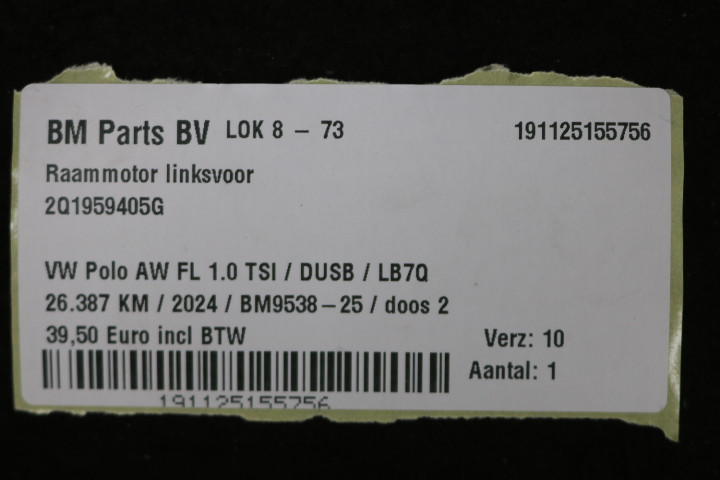 BM Parts BV LOK 8 - 73 191125155756
Raammotor linksvoor
2Q1959405G
VW Polo AW FL 1.0 TSI / DUSB / LB7Q
26.387 KM / 2024 / BM9538-25 / doos 2
39,50 Euro incl BTW Verz: 10
Aantal: 1
191125155756